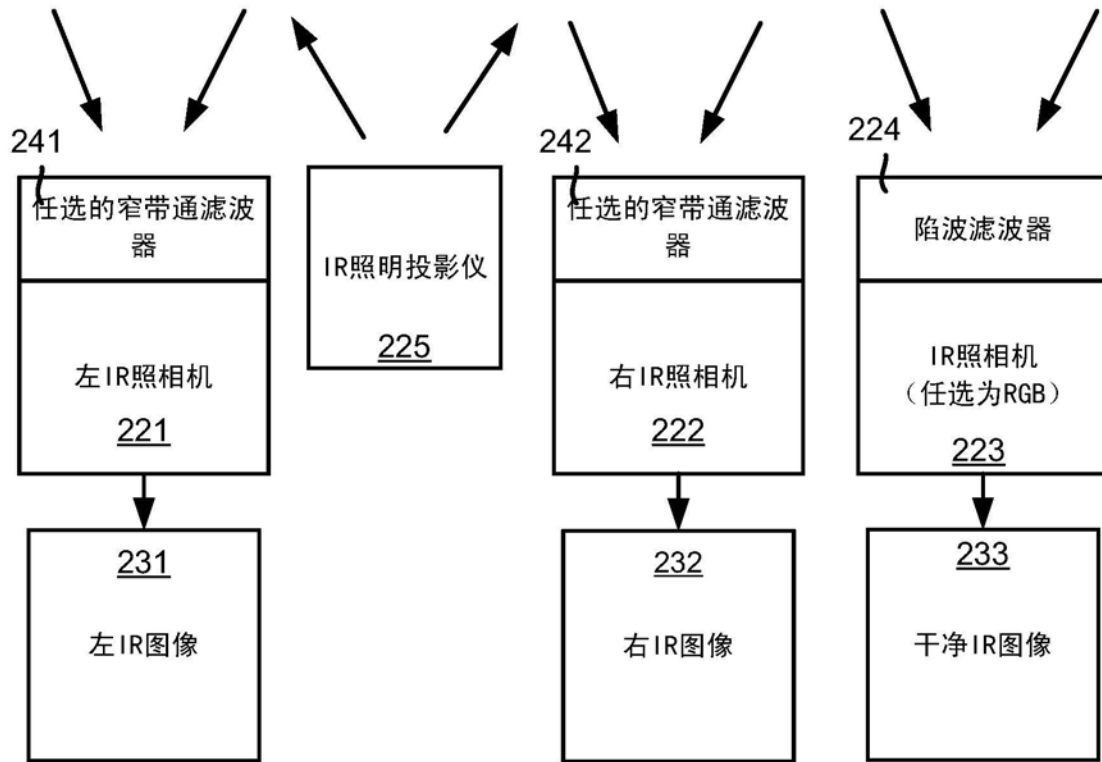 241
任选的窄带通滤波
器
左IR照相机
221
231
左IR图像
IR照明投影仪
225
242
任选的窄带通滤波
器
右IR照相机
222
232
右IR图像
224
陷波滤波器
IR照相机
（任选为RGB）
223
233
干净IR图像